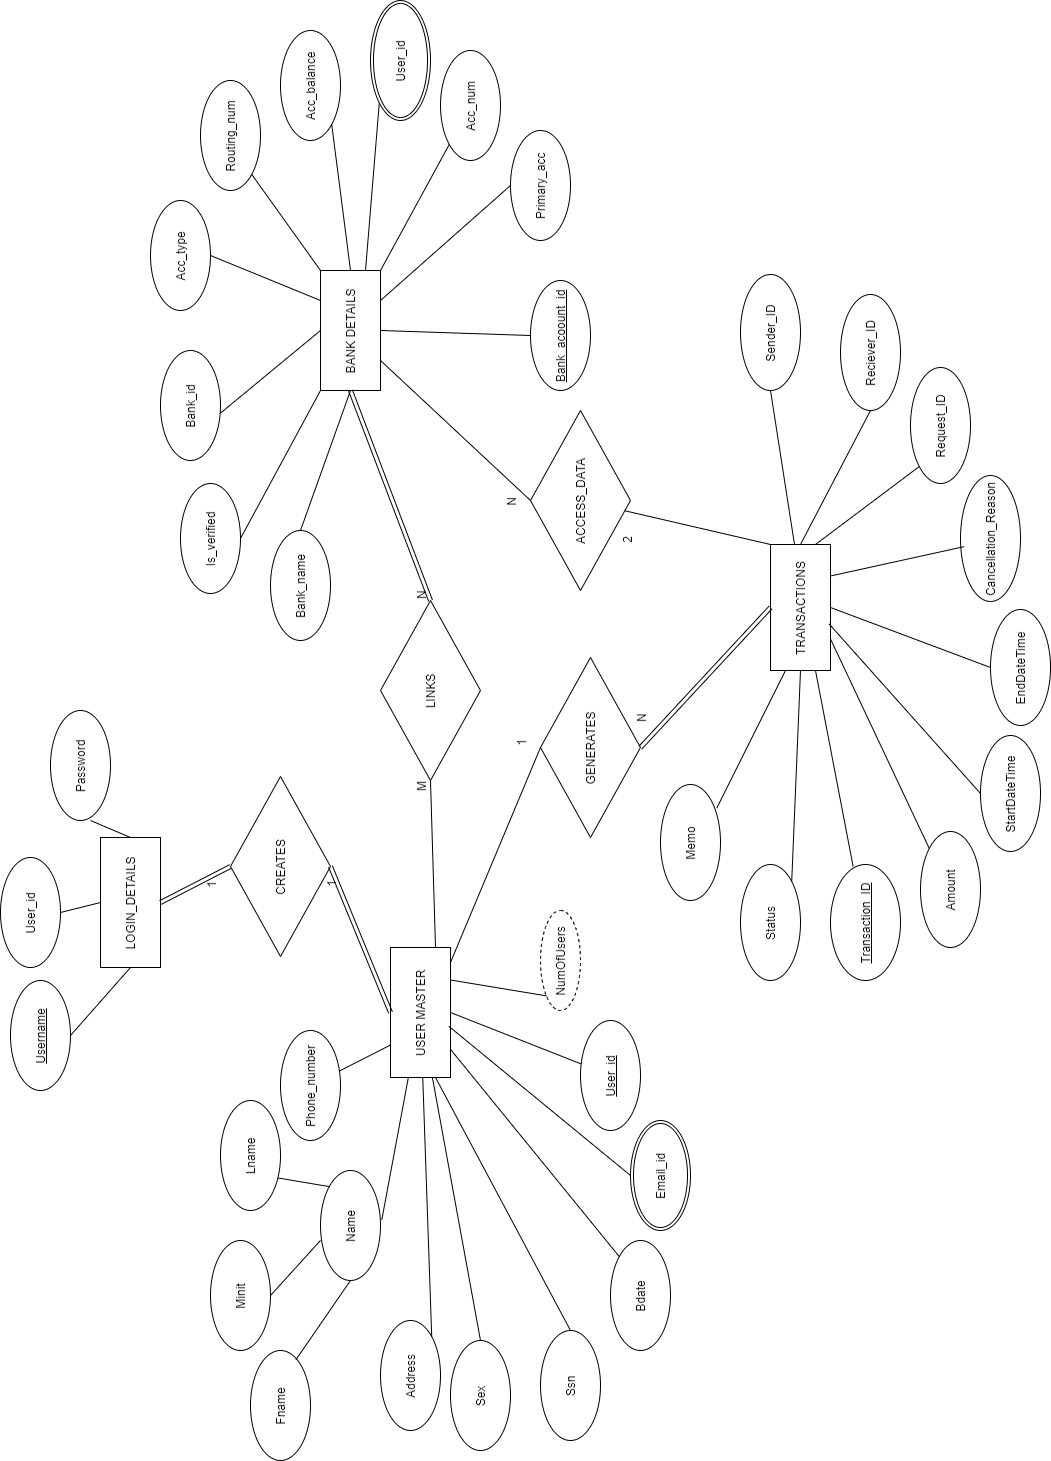 Username
User_id
Password
LOGIN_DETAILS
1
CREATES
1
Is_verified
Bank_id
Acc_type
Routing_num
Acc_balance
User_id
Acc_num
Primary_acc
Bank_acoount_id
Bank_name
BANK DETAILS
N
LINKS
M
N
ACCESS_DATA
2
1
GENERATES
N
USER MASTER
Phone_number
Lname
Minit
Fname
Name
Address
Sex
Ssn
Bdate
Email_id
User_id
NumOfUsers
TRANSACTIONS
Sender_ID
Reciever_ID
Request_ID
Cancellation_Reason
EndDateTime
StartDateTime
Amount
Transaction_ID
Status
Memo